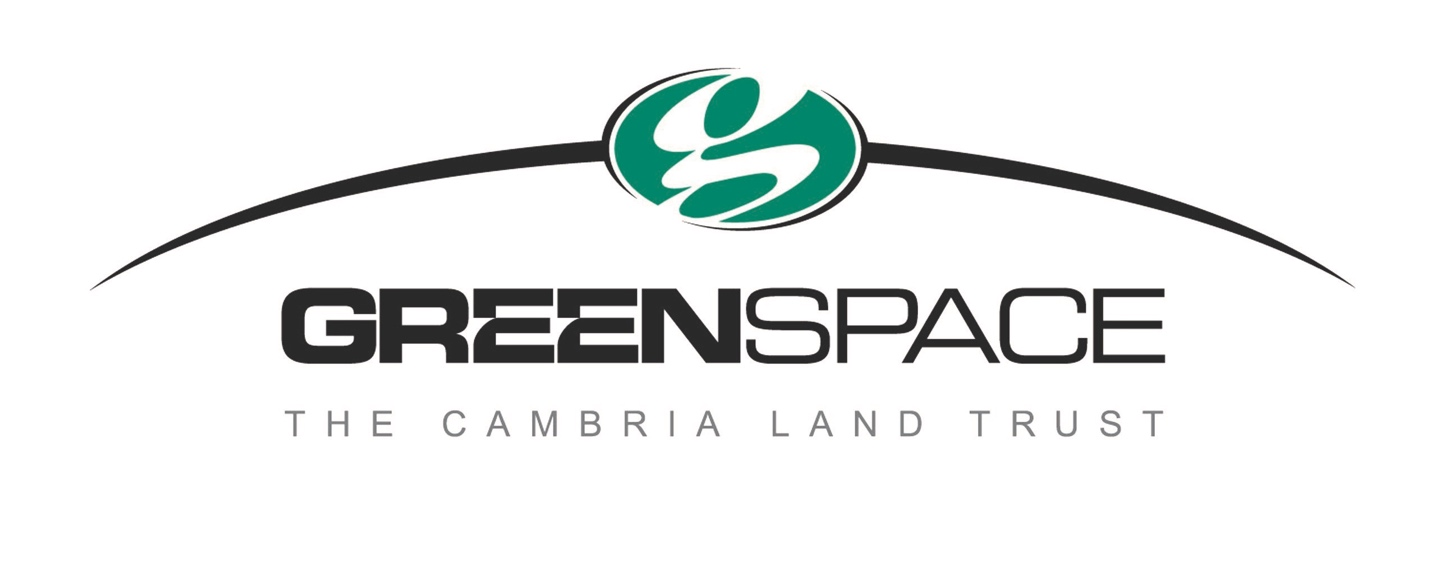 GREENSPACE
THE CAMBRIA LAND TRUST